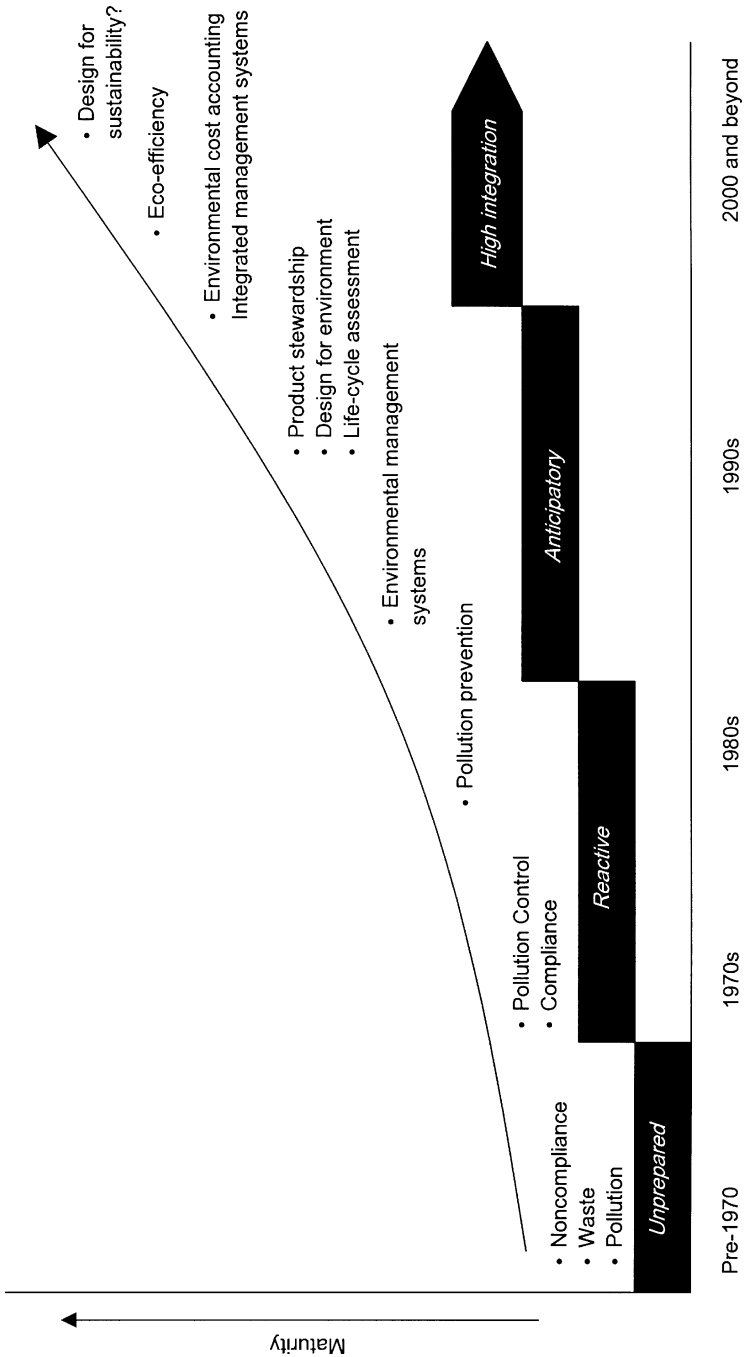 • Design for
sustainability?
• Eco-efficiency
• Environmental cost accounting
Integrated management systems
• Product stewardship
• Design for environment
• Life-cycle assessment
• Environmental management
systems
• Pollution prevention
• Pollution Control
• Compliance
• Noncompliance
• Waste
• Pollution
Maturity
High integration
Anticipatory
Reactive
Unprepared
Pre-1970
1970s
1980s
1990s
2000 and beyond